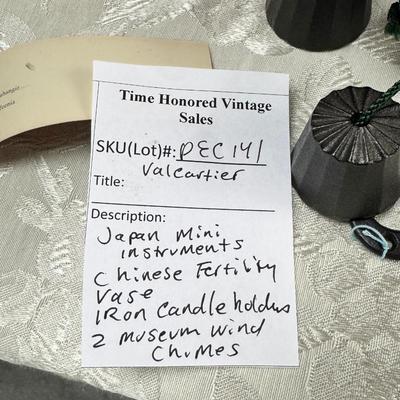 Time Honored Vintage
Sales
SKU(Lot)#: DEC141
Valcartier
Title:
Description:
Japan Mini
instruments
Chinese Fertility
Vase
IRon Candle holders
2 museum wind
Chimes